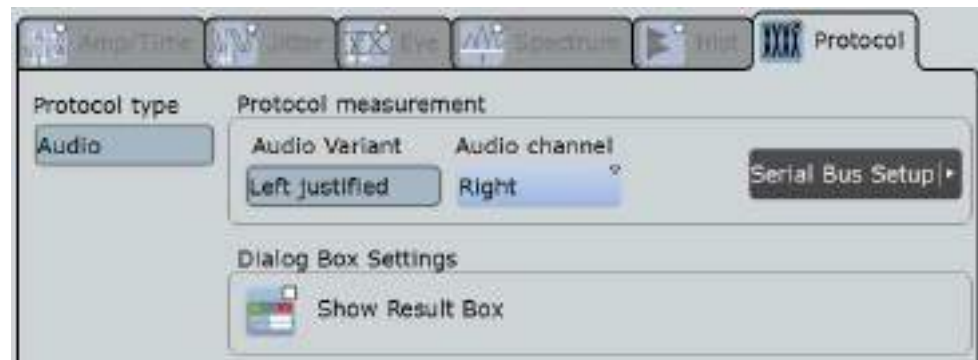 Amp/Time Jitter Eye Spectrum Hist Protocol
Protocol type
Audio
Protocol measurement
Audio Variant
Left justified
Audio channel
Right
Serial Bus Setup
Dialog Box Settings
Show Result Box